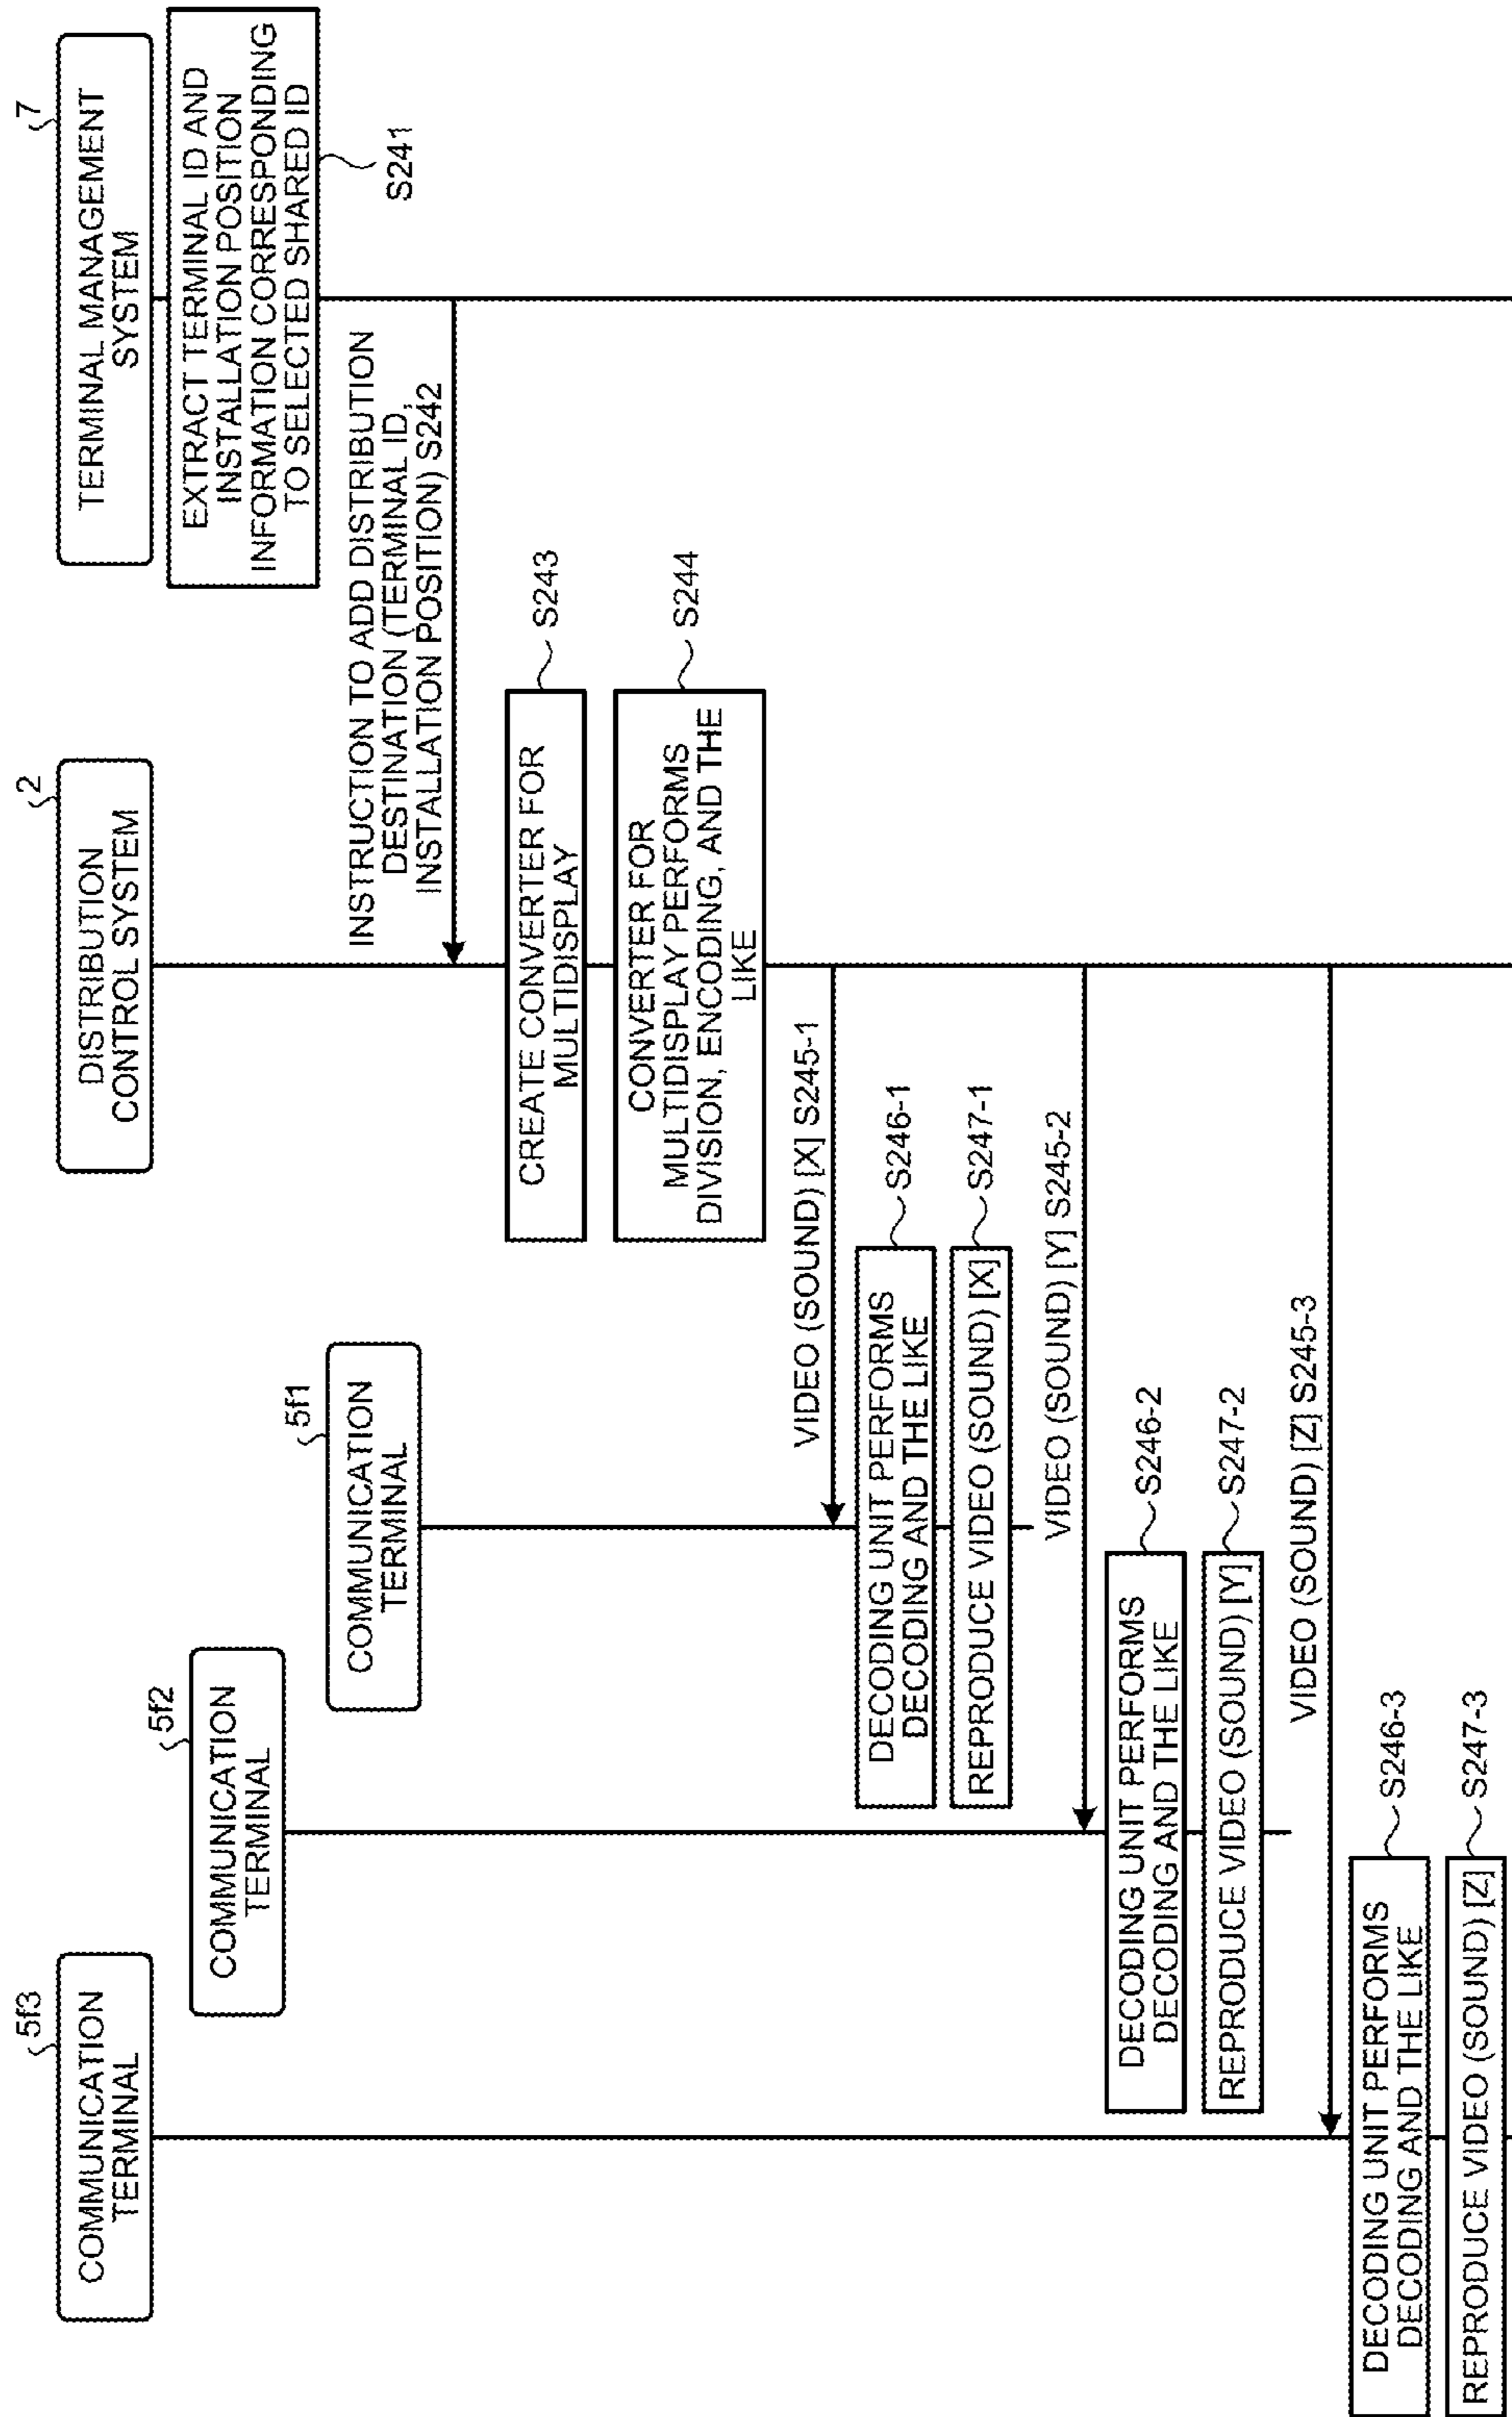 5f3
COMMUNICATION
TERMINAL
5f2
COMMUNICATION
TERMINAL
5f1
COMMUNICATION
TERMINAL
2
DISTRIBUTION
CONTROL SYSTEM
7
TERMINAL MANAGEMENT
SYSTEM
EXTRACT TERMINAL ID AND
INSTALLATION POSITION
INFORMATION CORRESPONDING
TO SELECTED SHARED ID
S241
INSTRUCTION TO ADD DISTRIBUTION
DESTINATION (TERMINAL ID,
INSTALLATION POSITION) S242
CREATE CONVERTER FOR
MULTIDISPLAY
S243
CONVERTER FOR
MULTIDISPLAY PERFORMS
DIVISION, ENCODING, AND THE
LIKE
S244
VIDEO (SOUND) [X] S245-1
DECODING UNIT PERFORMS
DECODING AND THE LIKE
S246-1
REPRODUCE VIDEO (SOUND) [X]
S247-1
VIDEO (SOUND) [Y] S245-2
DECODING UNIT PERFORMS
DECODING AND THE LIKE
S246-2
REPRODUCE VIDEO (SOUND) [Y]
S247-2
VIDEO (SOUND) [Z] S245-3
DECODING UNIT PERFORMS
DECODING AND THE LIKE
S246-3
REPRODUCE VIDEO (SOUND) [Z]
S247-3